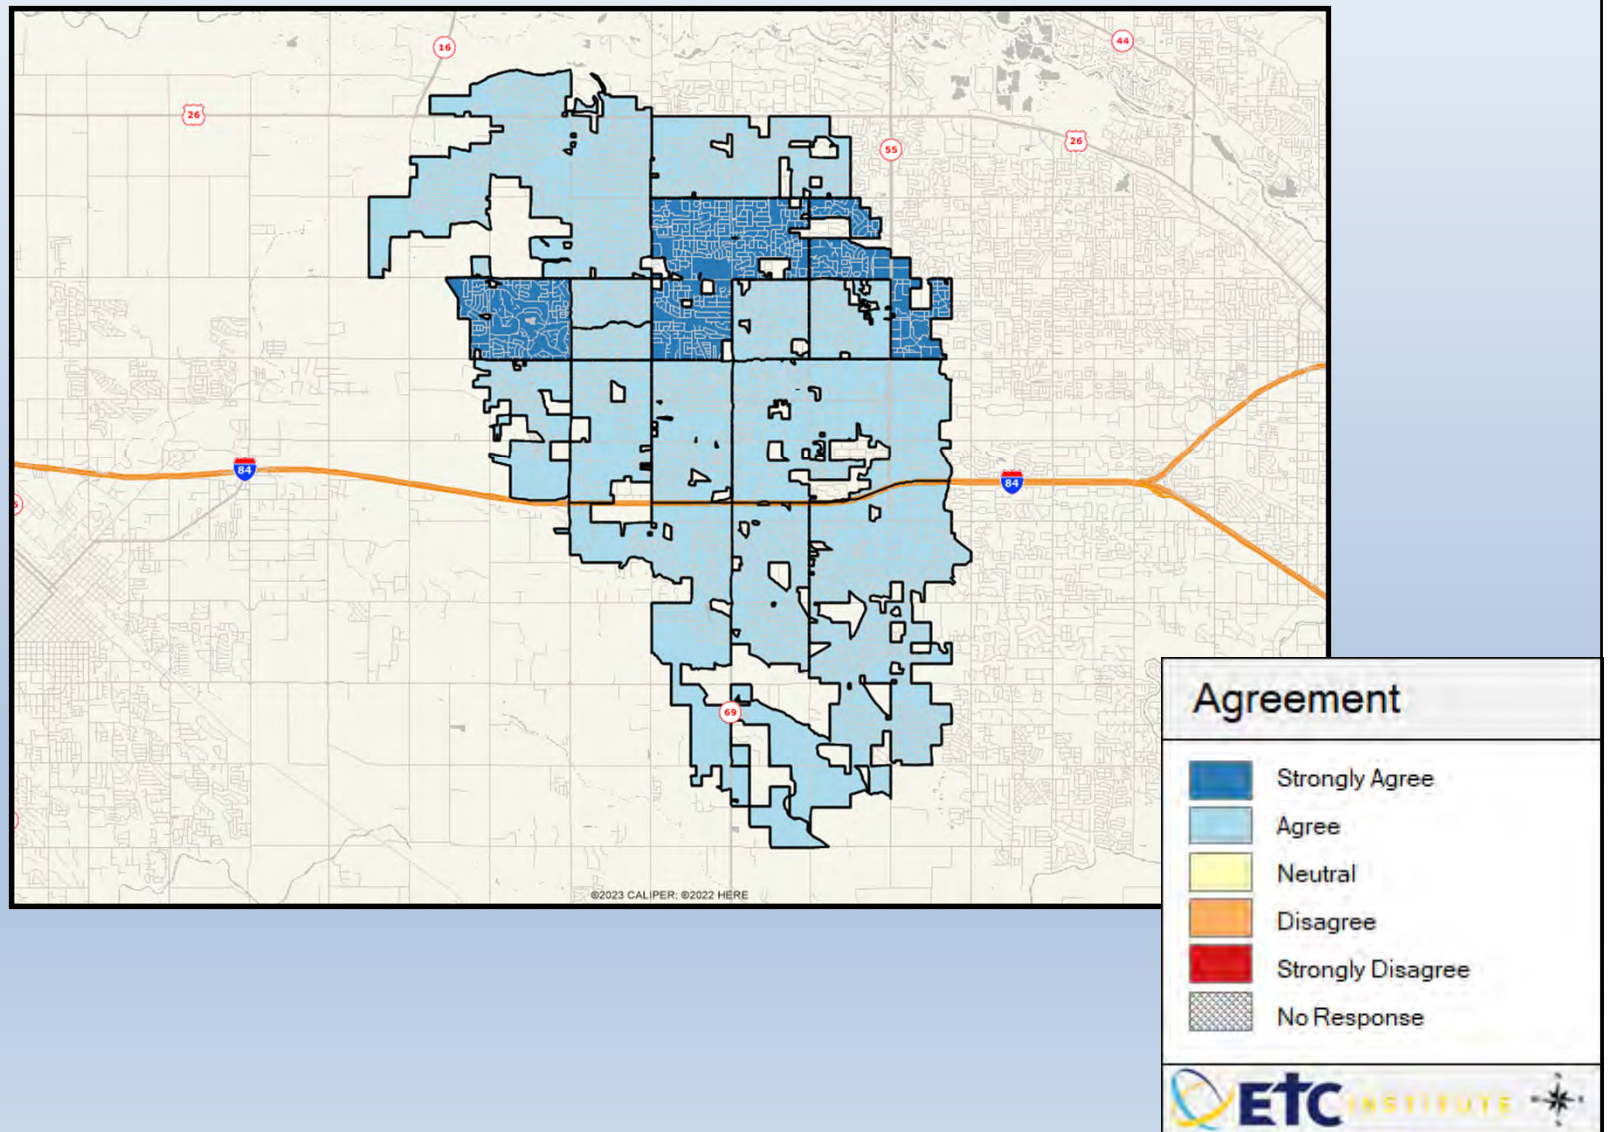 16
44
26
26
55
84
84
69
©2023 CALIPER; ©2022 HERE
Agreement
Strongly Agree
Agree
Neutral
Disagree
Strongly Disagree
No Response
ETC INSTITUTE